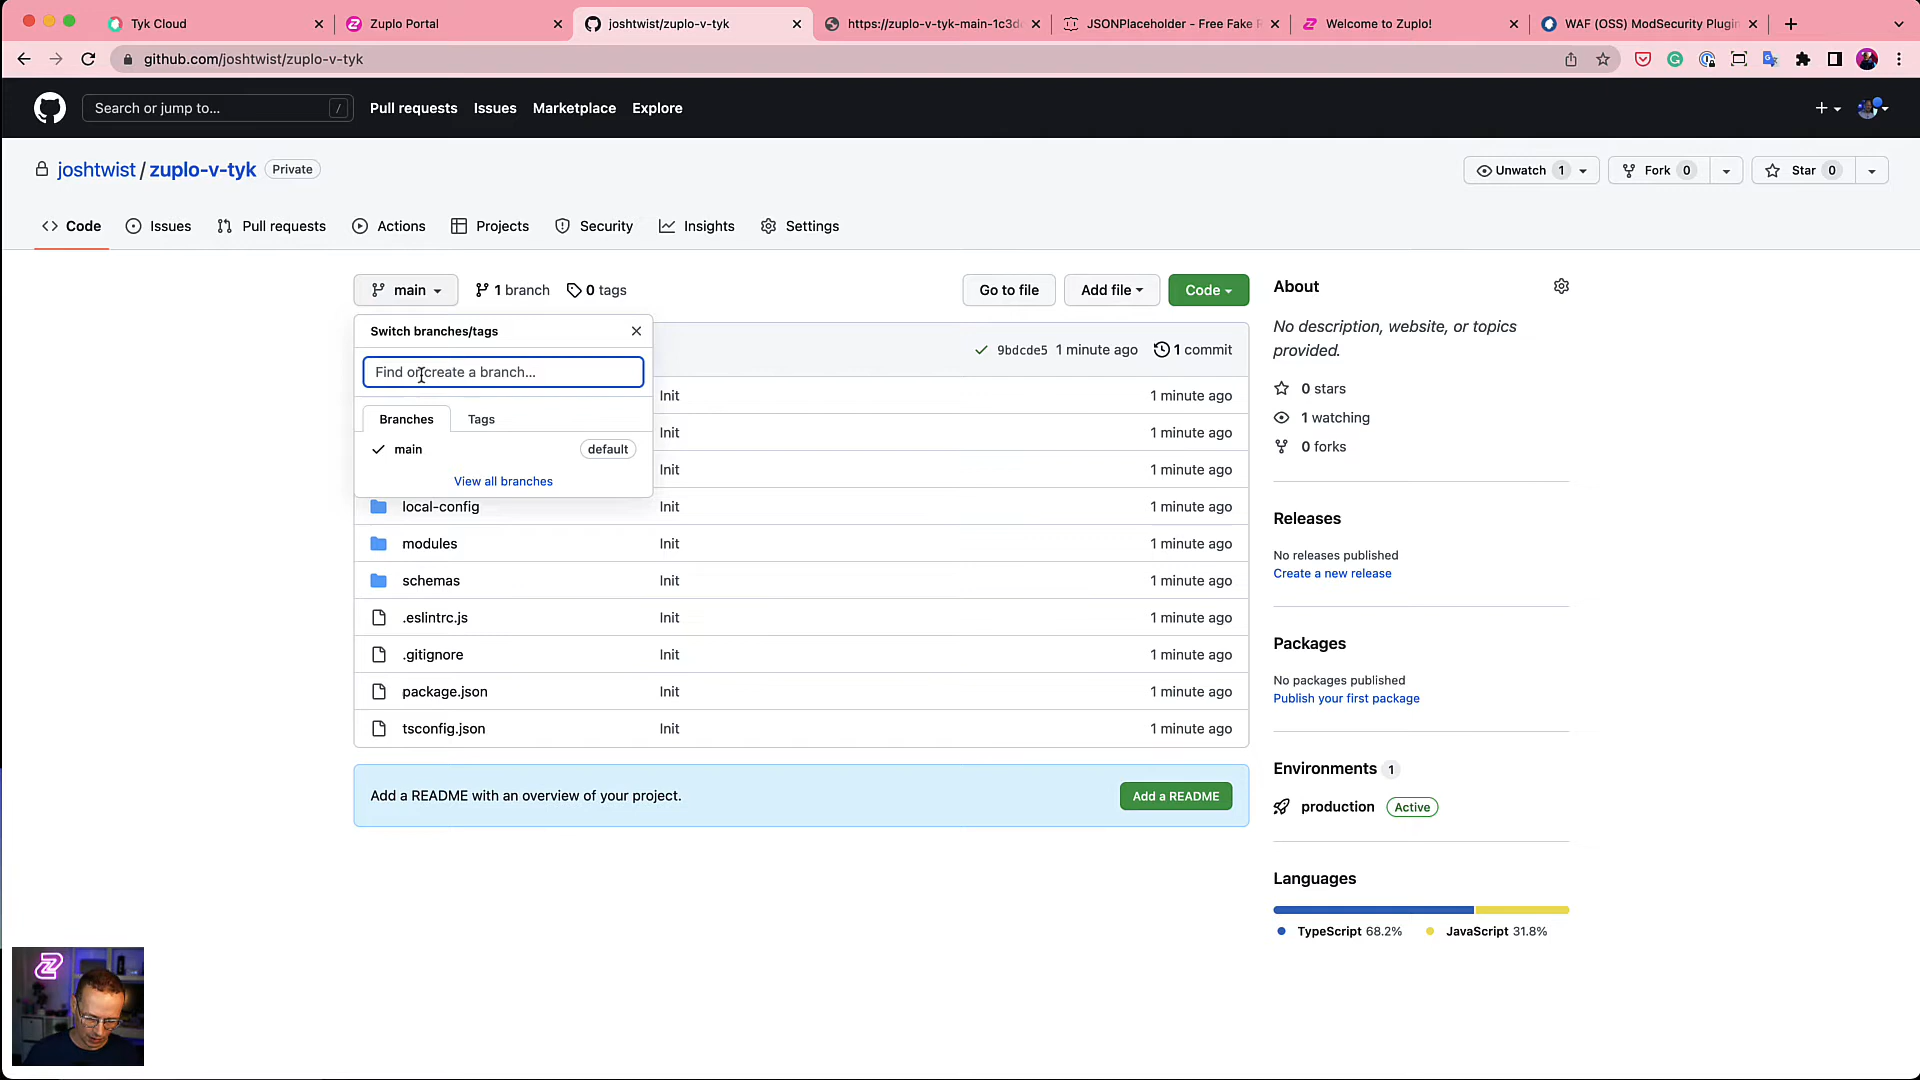 Tyk Cloud
Zuplo Portal
joshtwist/zuplo-v-tyk
https://zuplo-v-tyk-main-1c3d
JSONPlaceholder - Free Fake
Welcome to Zuplo!
WAF (OSS) ModSecurity Plugin
github.com/joshtwist/zuplo-v-tyk
Search or jump to...
/
Pull requests
Issues
Marketplace
Explore
joshtwist / zuplo-v-tyk
Private
Unwatch 1
Fork 0
Star 0
Code
Issues
Pull requests
Actions
Projects
Security
Insights
Settings
main
1 branch
0 tags
Go to file
Add file
Code
Switch branches/tags
Find or create a branch...
Branches
Tags
main
default
View all branches
9bdcde5 1 minute ago
1 commit
Init 1 minute ago
Init 1 minute ago
Init 1 minute ago
local-config Init 1 minute ago
modules Init 1 minute ago
schemas Init 1 minute ago
.eslintrc.js Init 1 minute ago
.gitignore Init 1 minute ago
package.json Init 1 minute ago
tsconfig.json Init 1 minute ago
Add a README with an overview of your project.
Add a README
About
No description, website, or topics
provided.
0 stars
1 watching
0 forks
Releases
No releases published
Create a new release
Packages
No packages published
Publish your first package
Environments 1
production Active
Languages
TypeScript 68.2%
JavaScript 31.8%